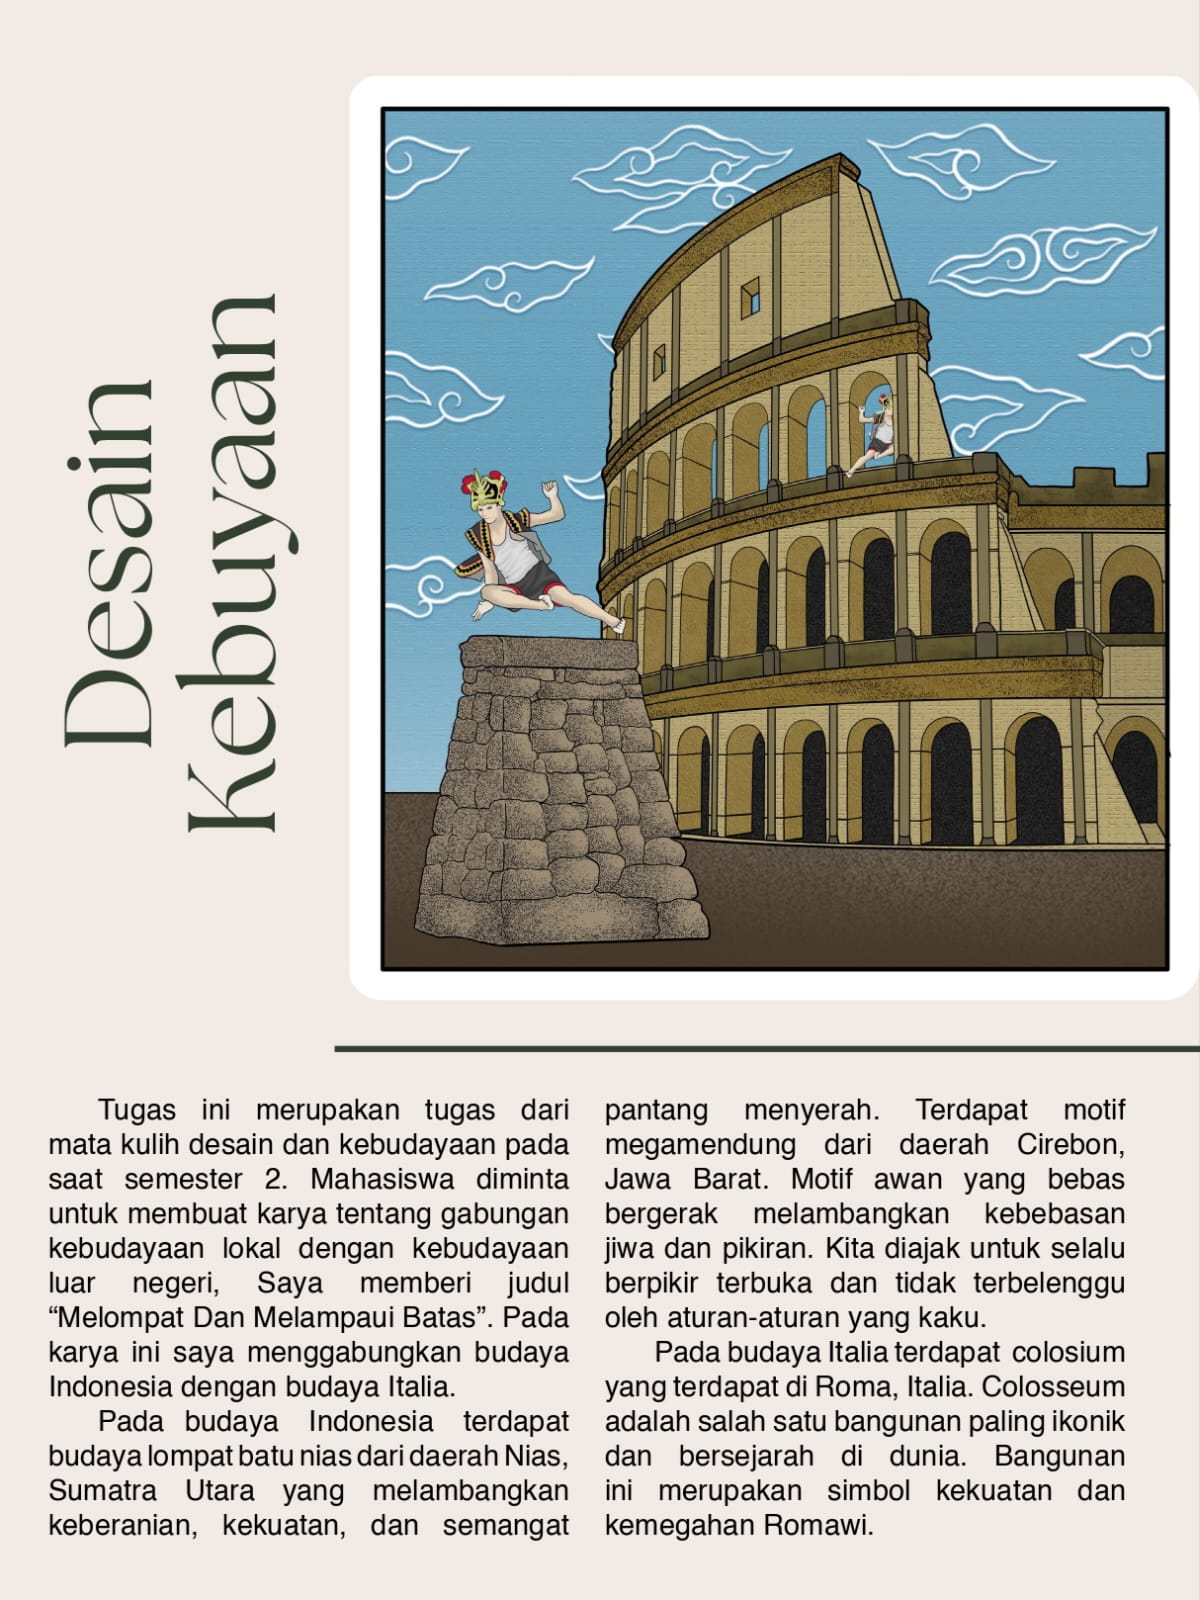 Desain
Kebuyaan
Tugas ini merupakan tugas dari
mata kulih desain dan kebudayaan pada
saat semester 2. Mahasiswa diminta
untuk membuat karya tentang gabungan
kebudayaan lokal dengan kebudayaan
luar negeri, Saya memberi judul
“Melompat Dan Melampaui Batas”. Pada
karya ini saya menggabungkan budaya
Indonesia dengan budaya Italia.
Pada budaya Indonesia terdapat
budaya lompat batu nias dari daerah Nias,
Sumatra Utara yang melambangkan
keberanian, kekuatan, dan semangat
pantang menyerah. Terdapat motif
megamendung dari daerah Cirebon,
Jawa Barat. Motif awan yang bebas
bergerak melambangkan kebebasan
jiwa dan pikiran. Kita diajak untuk selalu
berpikir terbuka dan tidak terbelenggu
oleh aturan-aturan yang kaku.
Pada budaya Italia terdapat colosium
yang terdapat di Roma, Italia. Colosseum
adalah salah satu bangunan paling ikonik
dan bersejarah di dunia. Bangunan
ini merupakan simbol kekuatan dan
kemegahan Romawi.